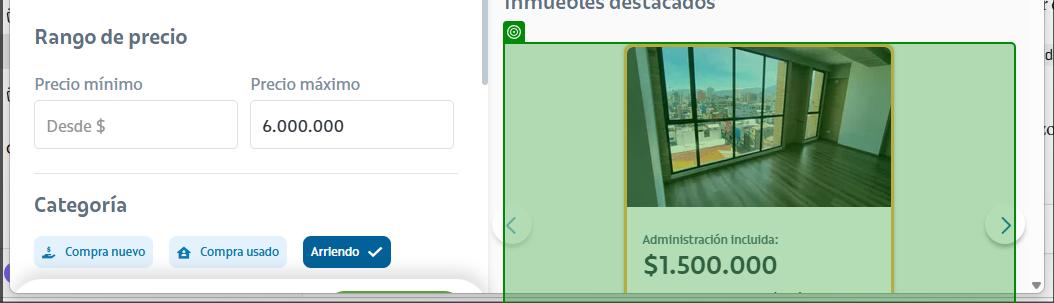 Inmuebles destacados
Rango de precio
Precio mínimo
Precio máximo
Desde $
6.000.000
Categoría
Compra nuevo
Compra usado
Arriendo
Administración incluida:
$1.500.000